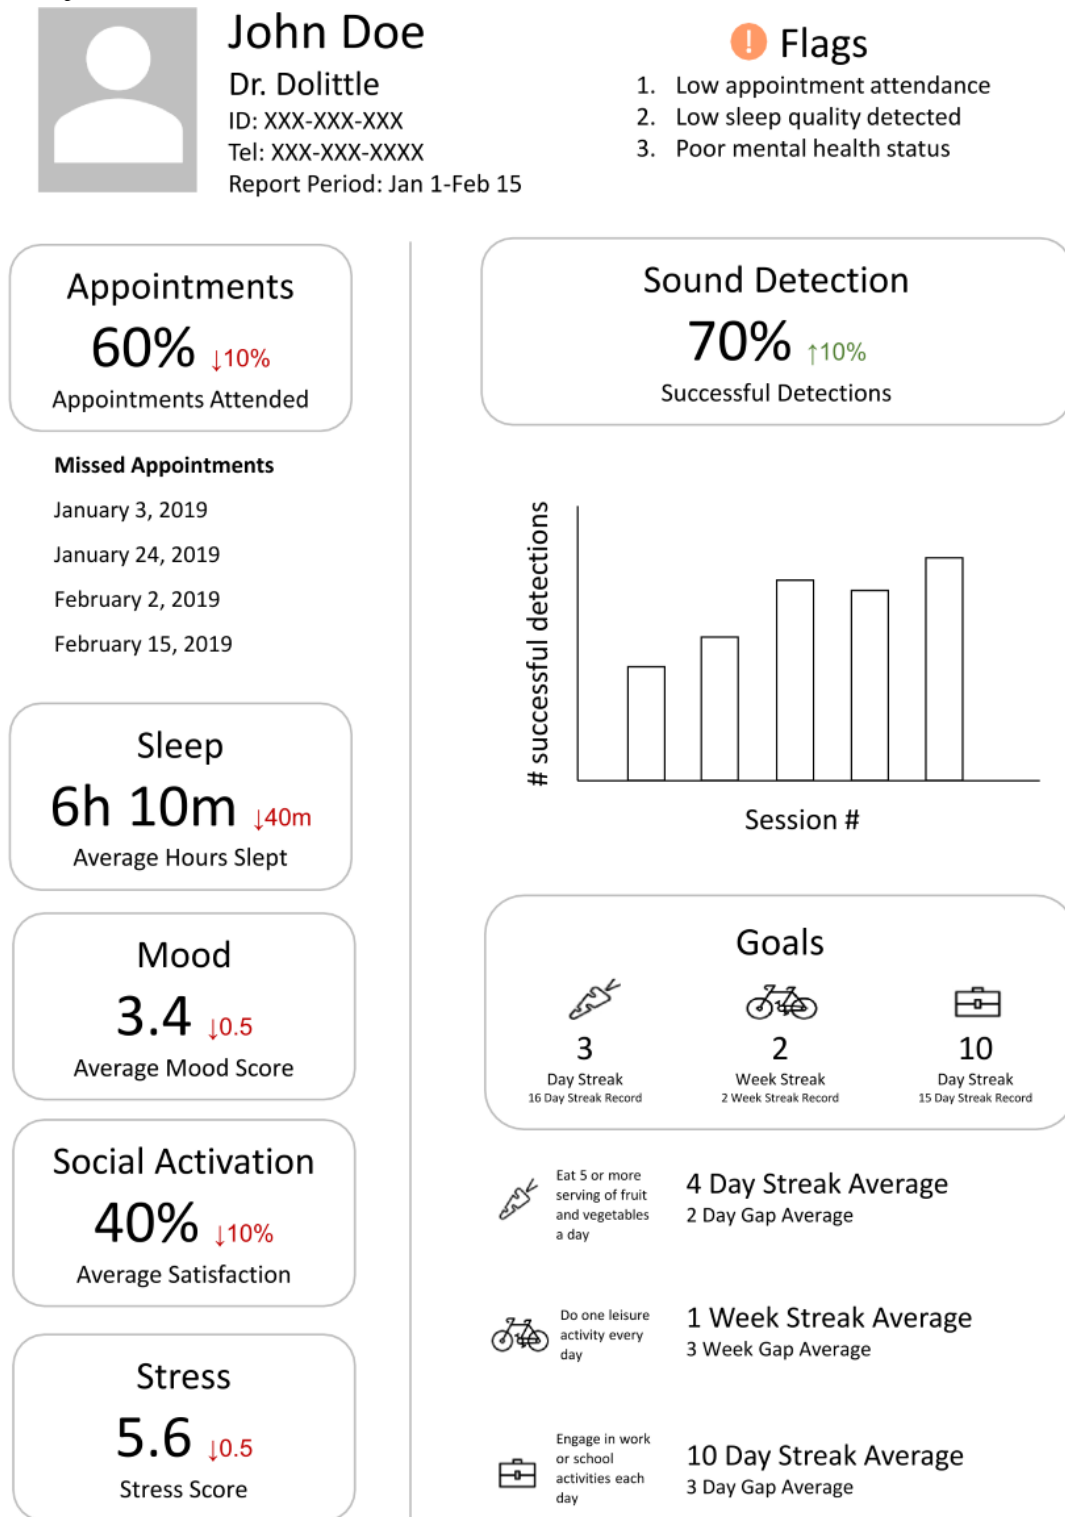 John Doe
Dr. Dolittle
ID: XXX-XXX-XXX
Tel: XXX-XXX-XXXX
Report Period: Jan 1-Feb 15
! Flags
1. Low appointment attendance
2. Low sleep quality detected
3. Poor mental health status
Appointments
60% ↓10%
Appointments Attended
Missed Appointments
January 3, 2019
January 24, 2019
February 2, 2019
February 15, 2019
Sleep
6h 10m ↓40m
Average Hours Slept
Mood
3.4 ↓0.5
Average Mood Score
Social Activation
40% ↓10%
Average Satisfaction
Stress
5.6 ↓0.5
Stress Score
Sound Detection
70% ↑10%
Successful Detections
# successful detections
Session #
Goals
3
Day Streak
16 Day Streak Record
2
Week Streak
2 Week Streak Record
10
Day Streak
15 Day Streak Record
Eat 5 or more
serving of fruit
and vegetables
a day
4 Day Streak Average
2 Day Gap Average
Do one leisure
activity every
day
1 Week Streak Average
3 Week Gap Average
Engage in work
or school
activities each
day
10 Day Streak Average
3 Day Gap Average